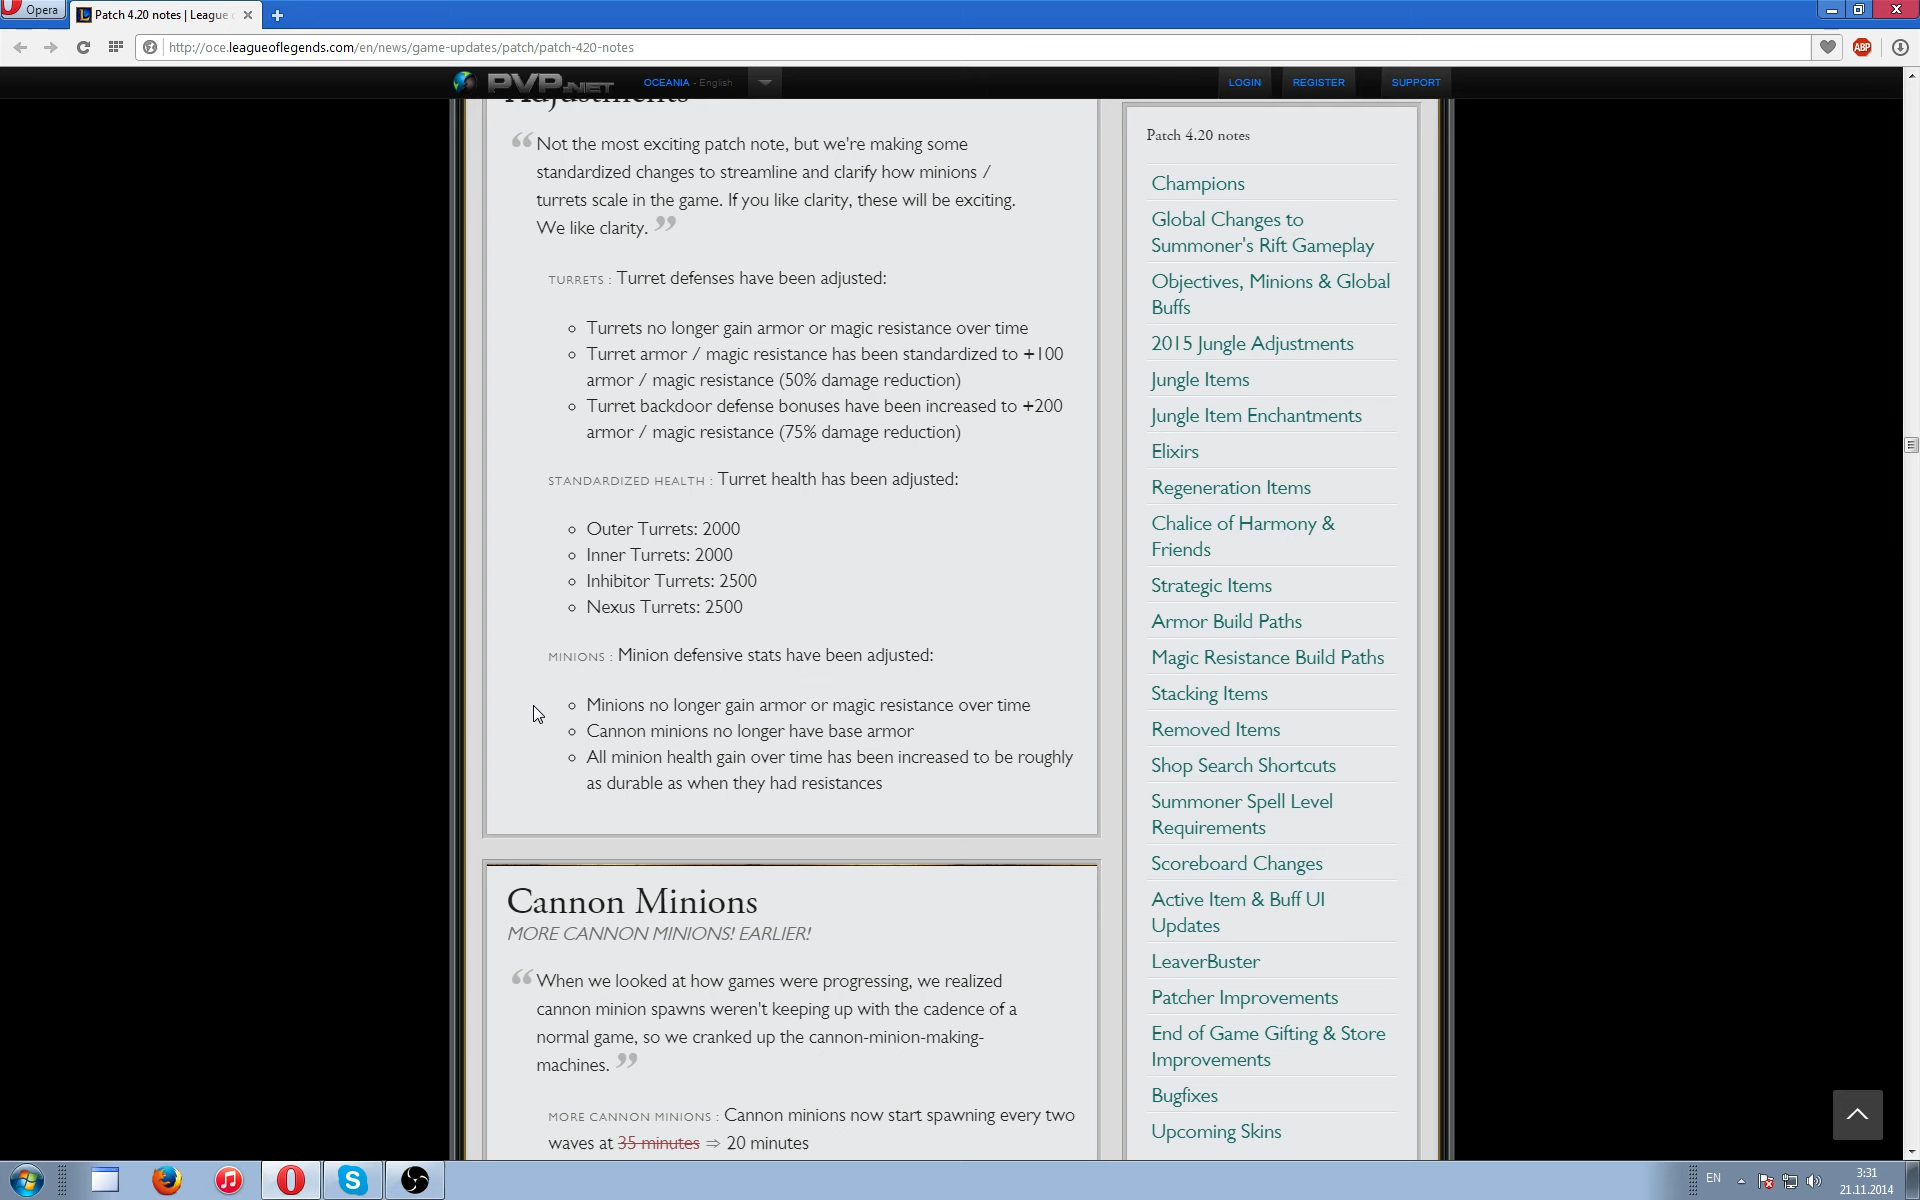 Opera
Patch 4.20 notes | League o
http://oce.leagueoflegends.com/en/news/game-updates/patch/patch-420-notes
ABP
PVP.NET
OCEANIA - English
LOGIN
REGISTER
SUPPORT
Adjustments
“ Not the most exciting patch note, but we're making some
standardized changes to streamline and clarify how minions /
turrets scale in the game. If you like clarity, these will be exciting.
We like clarity. ”
TURRETS : Turret defenses have been adjusted:
Turrets no longer gain armor or magic resistance over time
Turret armor / magic resistance has been standardized to +100
armor / magic resistance (50% damage reduction)
Turret backdoor defense bonuses have been increased to +200
armor / magic resistance (75% damage reduction)
STANDARDIZED HEALTH : Turret health has been adjusted:
Outer Turrets: 2000
Inner Turrets: 2000
Inhibitor Turrets: 2500
Nexus Turrets: 2500
MINIONS : Minion defensive stats have been adjusted:
Minions no longer gain armor or magic resistance over time
Cannon minions no longer have base armor
All minion health gain over time has been increased to be roughly
as durable as when they had resistances
Cannon Minions
MORE CANNON MINIONS! EARLIER!
“ When we looked at how games were progressing, we realized
cannon minion spawns weren't keeping up with the cadence of a
normal game, so we cranked up the cannon-minion-making-
machines. ”
MORE CANNON MINIONS : Cannon minions now start spawning every two
waves at 35 minutes ⇒ 20 minutes
Patch 4.20 notes
Champions
Global Changes to
Summoner's Rift Gameplay
Objectives, Minions & Global
Buffs
2015 Jungle Adjustments
Jungle Items
Jungle Item Enchantments
Elixirs
Regeneration Items
Chalice of Harmony &
Friends
Strategic Items
Armor Build Paths
Magic Resistance Build Paths
Stacking Items
Removed Items
Shop Search Shortcuts
Summoner Spell Level
Requirements
Scoreboard Changes
Active Item & Buff UI
Updates
LeaverBuster
Patcher Improvements
End of Game Gifting & Store
Improvements
Bugfixes
Upcoming Skins
EN
3:31
21.11.2014